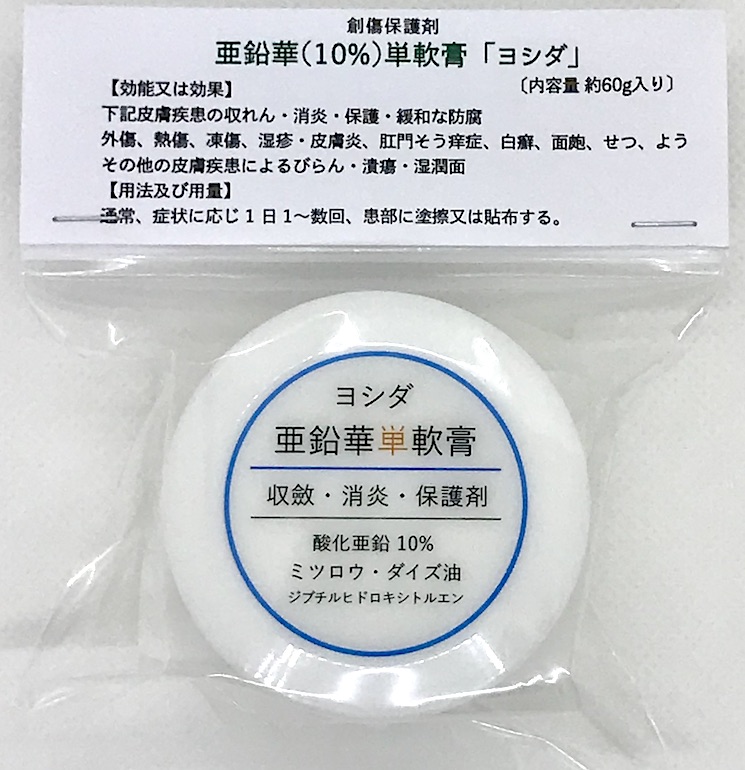 創傷保護剤
亜鉛華(10%)単軟膏「ヨシダ」
【効能又は効果】 〔内容量 約60g入り〕
下記皮膚疾患の収れん・消炎・保護・緩和な防腐
外傷、熱傷、凍傷、湿疹・皮膚炎、肛門そう痒症、白癬、面皰、せつ、よう
その他の皮膚疾患によるびらん・潰瘍・湿潤面
【用法及び用量】
通常、症状に応じ1日1〜数回、患部に塗擦又は貼布する。
ヨシダ
亜鉛華単軟膏
収斂・消炎・保護剤
酸化亜鉛 10%
ミツロウ・ダイズ油
ジブチルヒドロキシトルエン